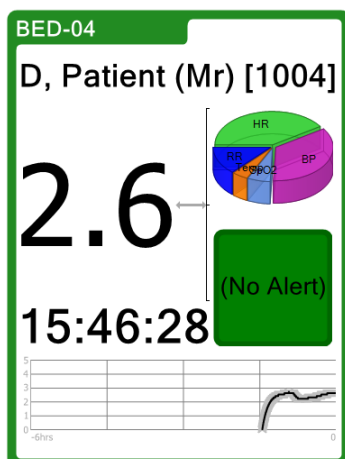 BED-04
D, Patient (Mr) [1004]
2.6
HR
RR
BP
SpO2
(No Alert)
15:46:28
5
4
3
2
1
0
-6hrs
0